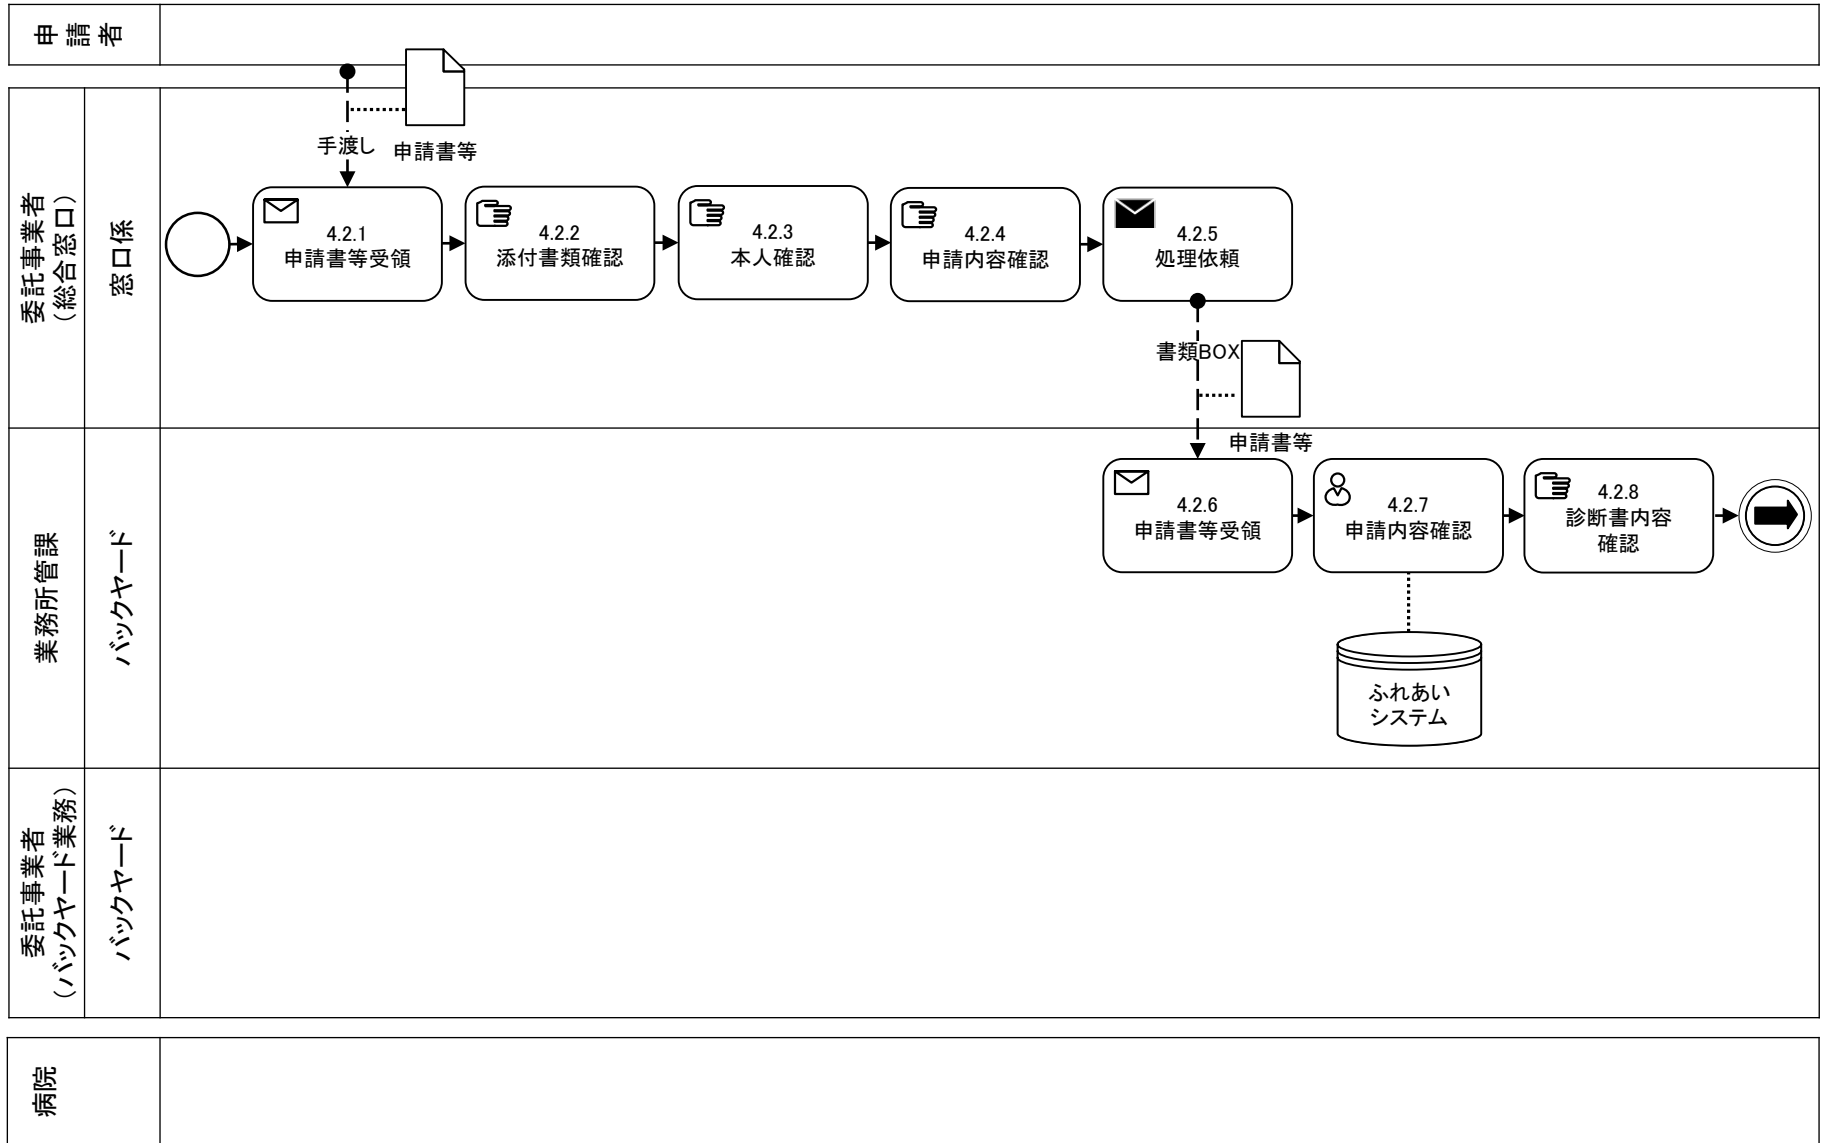 申請者
手渡し
申請書等
委託事業者
（総合窓口）
窓口係
4.2.1
申請書等受領
4.2.2
添付書類確認
4.2.3
本人確認
4.2.4
申請内容確認
4.2.5
処理依頼
書類BOX
申請書等
業務所管課
バックヤード
4.2.6
申請書等受領
4.2.7
申請内容確認
4.2.8
診断書内容
確認
ふれあい
システム
委託事業者
（バックヤード業務）
バックヤード
病院